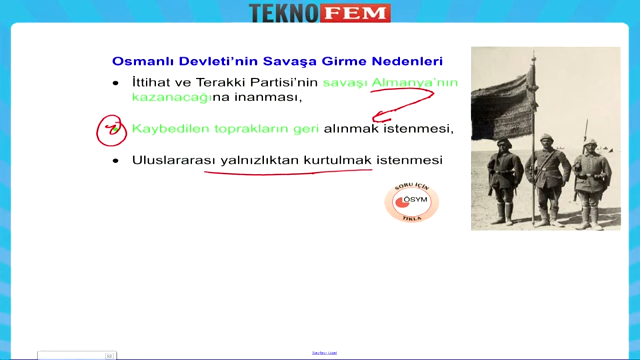 TEKNOFEM
Osmanlı Devleti'nin Savaşa Girme Nedenleri
• İttihat ve Terakki Partisi'nin savaşı Almanya'nın
kazanacağına inanması,
Kaybedilen toprakların geri alınmak istenmesi,
• Uluslararası yalnızlıktan kurtulmak istenmesi
SORU İÇİN
ÖSYM
TIKLA